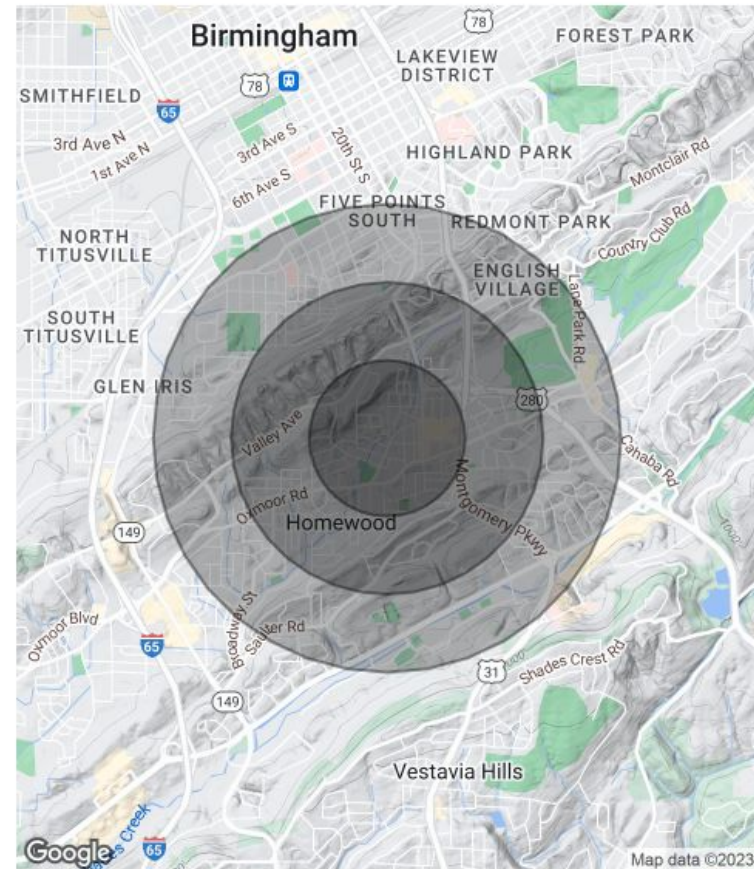 78
Birmingham
FOREST PARK
LAKEVIEW
DISTRICT
78
SMITHFIELD
65
3rd Ave N
1st Ave N
3rd Ave S
20th St S
6th Ave S
HIGHLAND PARK
Montclair Rd
FIVE POINTS
SOUTH
REDMONT PARK
Country Club Rd
NORTH
TITUSVILLE
ENGLISH
VILLAGE
Lane Park Rd
SOUTH
TITUSVILLE
GLEN IRIS
280
Valley Ave
Cahaba Rd
Montgomery Pkwy
Oxmoor Rd
Homewood
149
1000
Oxmoor Blvd
Broadway St
Saulter Rd
65
31
Shades Crest Rd
149
Vestavia Hills
Creek
65
Google
Map data ©2023